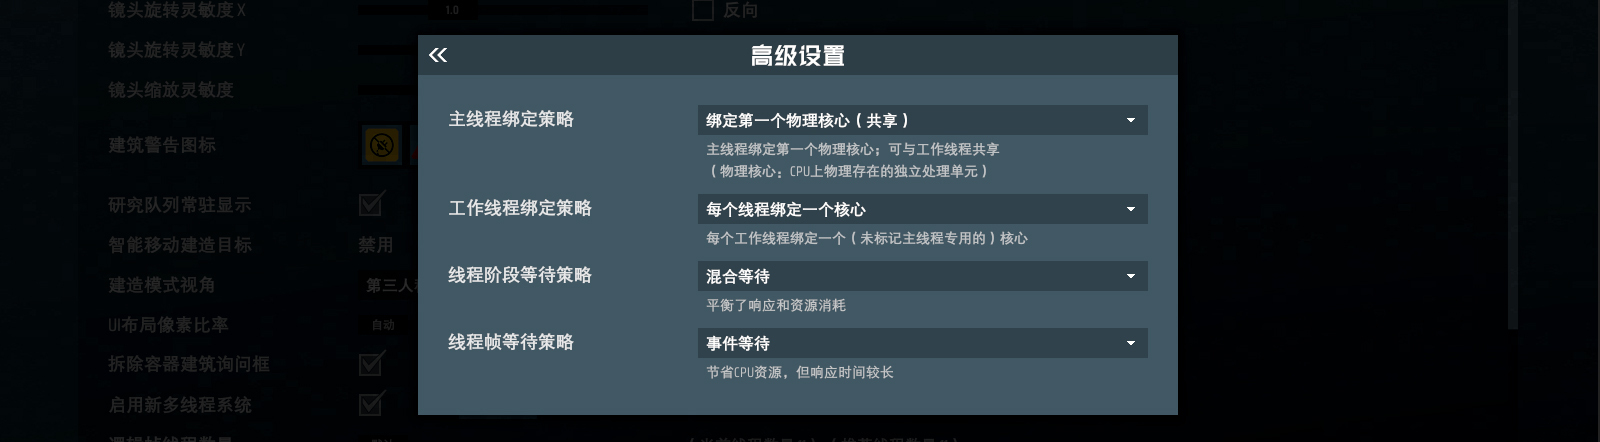 镜头旋转灵敏度X
1.0
反向
镜头旋转灵敏度Y
镜头缩放灵敏度
建筑警告图标
研究队列常驻显示
智能移动建造目标
禁用
建造模式视角
第三人
UI布局像素比率
自动
拆除容器建筑询问框
启用新多线程系统
高级设置
主线程绑定策略
绑定第一个物理核心（共享）
主线程绑定第一个物理核心；可与工作线程共享
（物理核心：CPU上物理存在的独立处理单元）
工作线程绑定策略
每个线程绑定一个核心
每个工作线程绑定一个（未标记主线程专用的）核心
线程阶段等待策略
混合等待
平衡了响应和资源消耗
线程帧等待策略
事件等待
节省CPU资源，但响应时间较长